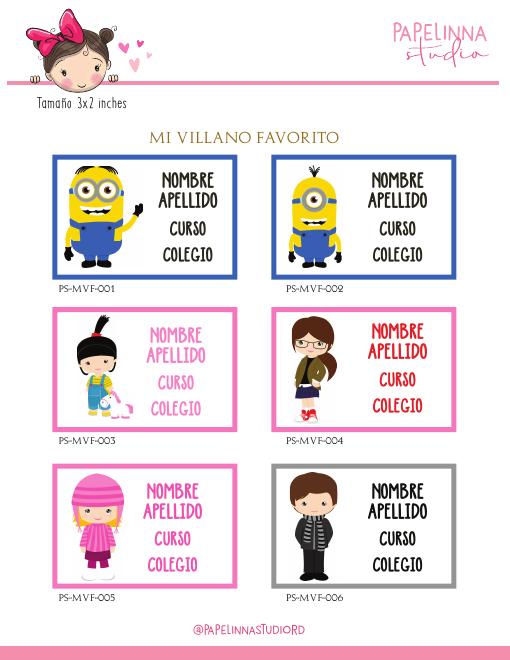 PAPELINNA
studio
Tamaño 3x2 inches
MI VILLANO FAVORITO
NOMBRE
APELLIDO
CURSO
COLEGIO
PS-MVF-001
NOMBRE
APELLIDO
CURSO
COLEGIO
PS-MVF-002
NOMBRE
APELLIDO
CURSO
COLEGIO
PS-MVF-003
NOMBRE
APELLIDO
CURSO
COLEGIO
PS-MVF-004
NOMBRE
APELLIDO
CURSO
COLEGIO
PS-MVF-005
NOMBRE
APELLIDO
CURSO
COLEGIO
PS-MVF-006
@PAPELINNASTUDIORD